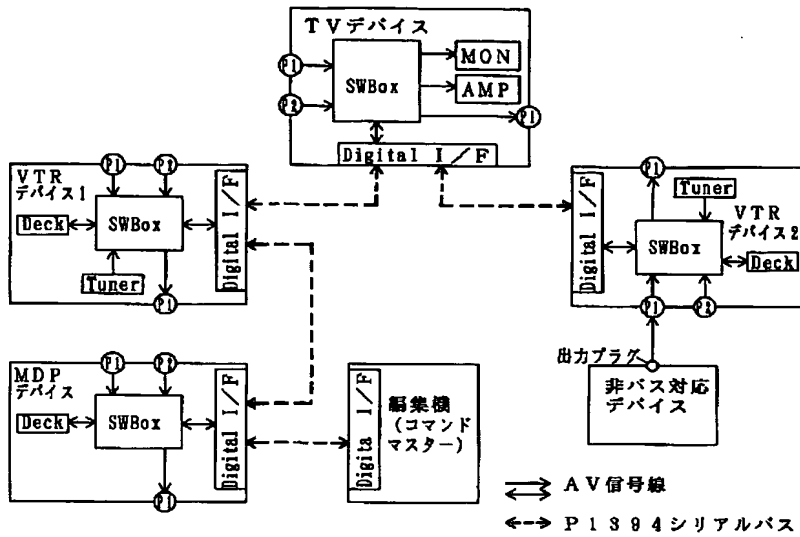 TVデバイス
P1
SWBox
MON
AMP
P2
P1
Digital I/F
VTR
デバイス1
P1
P2
Deck
SWBox
Digital I/F
Tuner
P1
P1
Tuner
VTR
デバイス2
Digital I/F
SWBox
Deck
P1
P2
MDP
デバイス
P1
P2
Deck
SWBox
Digital I/F
P1
Digita I/F
編集機
(コマンド
マスター)
出力プラグ
非バス対応
デバイス
AV信号線
P1394シリアルバス